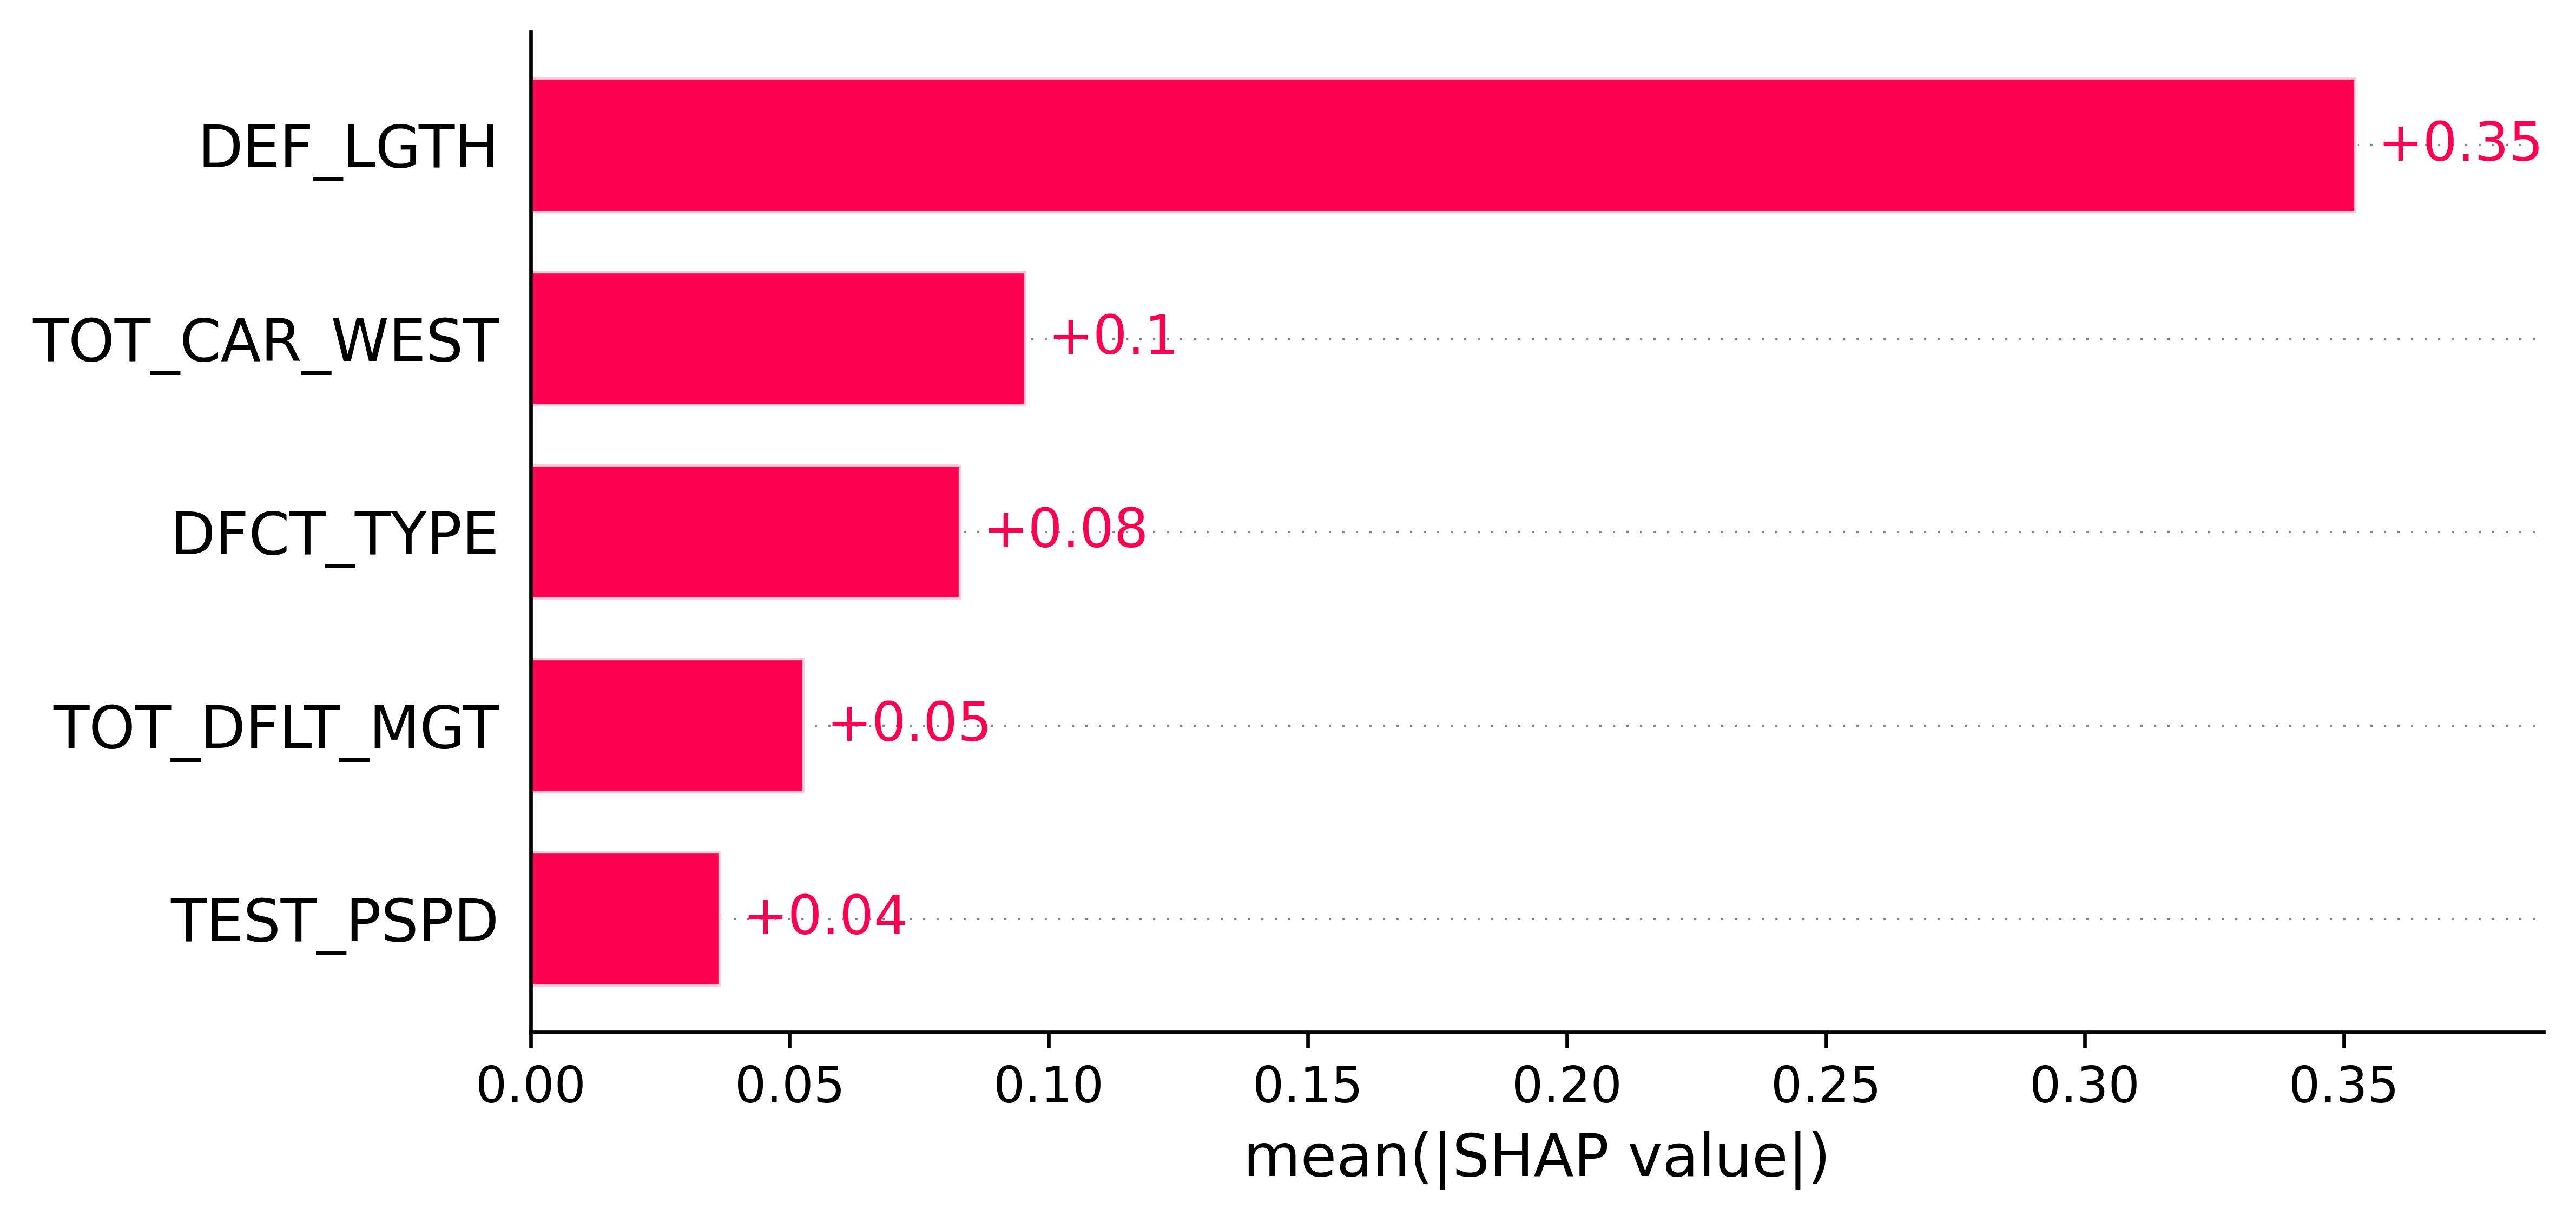 DEF_LGTH +0.35
TOT_CAR_WEST +0.1
DFCT_TYPE +0.08
TOT_DFLT_MGT +0.05
TEST_PSPD +0.04
0.00 0.05 0.10 0.15 0.20 0.25 0.30 0.35
mean(|SHAP value|)